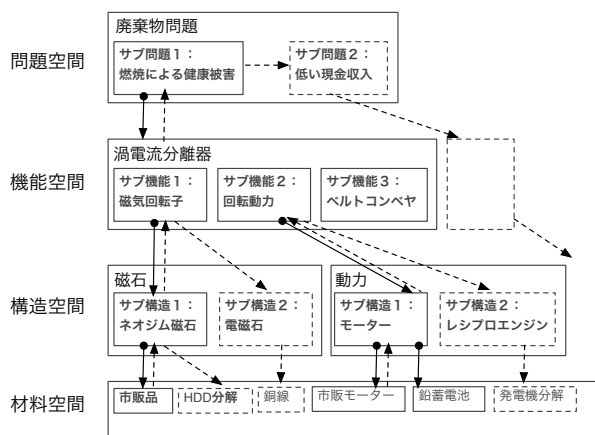 廃棄物問題
問題空間
サブ問題1：
燃焼による健康被害
サブ問題2：
低い現金収入
渦電流分離器
機能空間
サブ機能1：
磁気回転子
サブ機能2：
回転動力
サブ機能3：
ベルトコンベヤ
磁石
動力
構造空間
サブ構造1：
ネオジム磁石
サブ構造2：
電磁石
サブ構造1：
モーター
サブ構造2：
レシプロエンジン
材料空間
市販品
HDD分解
銅線
市販モーター
鉛蓄電池
発電機分解